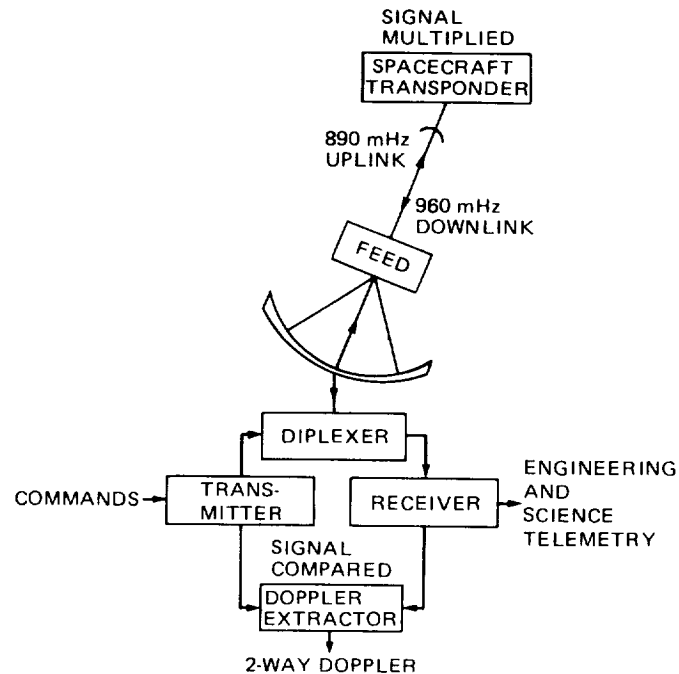 SIGNAL
MULTIPLIED
SPACECRAFT
TRANSPONDER
890 mHz
UPLINK
960 mHz
DOWNLINK
FEED
DIPLEXER
COMMANDS
TRANS-
MITTER
RECEIVER
ENGINEERING
AND
SCIENCE
TELEMETRY
SIGNAL
COMPARED
DOPPLER
EXTRACTOR
2-WAY DOPPLER